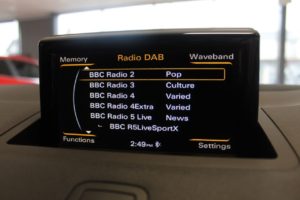 Radio DAB
Memory Waveband
BBC Radio 2 Pop
BBC Radio 3 Culture
BBC Radio 4 Varied
BBC Radio 4Extra Varied
BBC Radio 5 Live News
BBC R5LiveSportX
Functions 2:49PM Settings